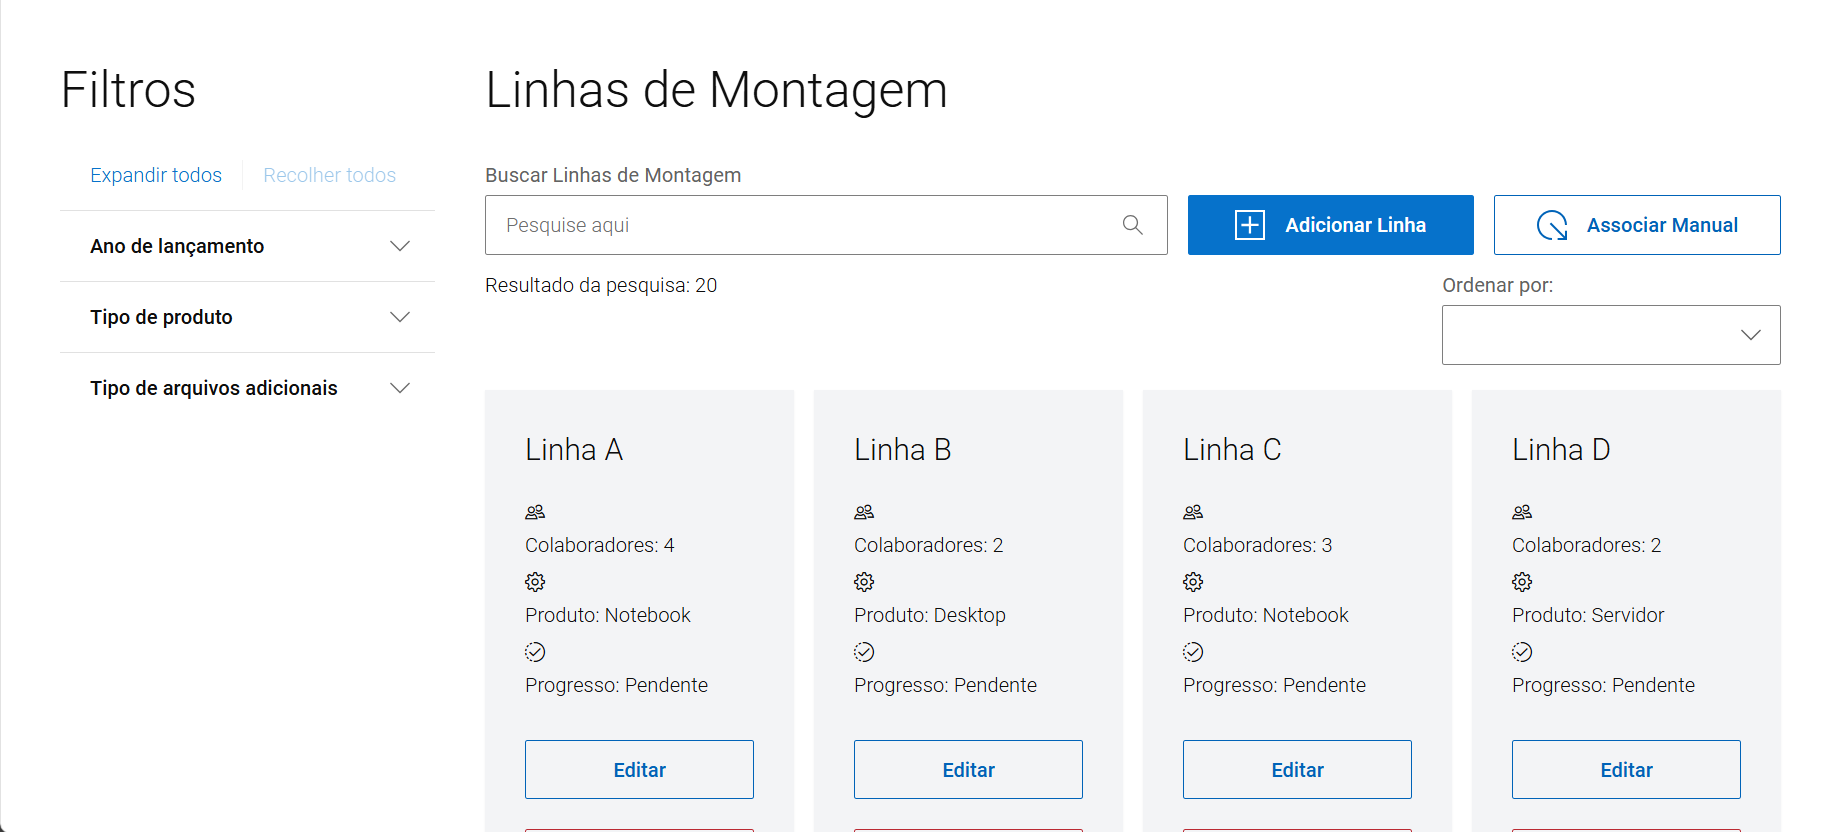 Filtros
Expandir todos
Recolher todos
Ano de lançamento
Tipo de produto
Tipo de arquivos adicionais
Linhas de Montagem
Buscar Linhas de Montagem
Pesquise aqui
Adicionar Linha
Associar Manual
Resultado da pesquisa: 20
Ordenar por:
Linha A
Colaboradores: 4
Produto: Notebook
Progresso: Pendente
Editar
Linha B
Colaboradores: 2
Produto: Desktop
Progresso: Pendente
Editar
Linha C
Colaboradores: 3
Produto: Notebook
Progresso: Pendente
Editar
Linha D
Colaboradores: 2
Produto: Servidor
Progresso: Pendente
Editar